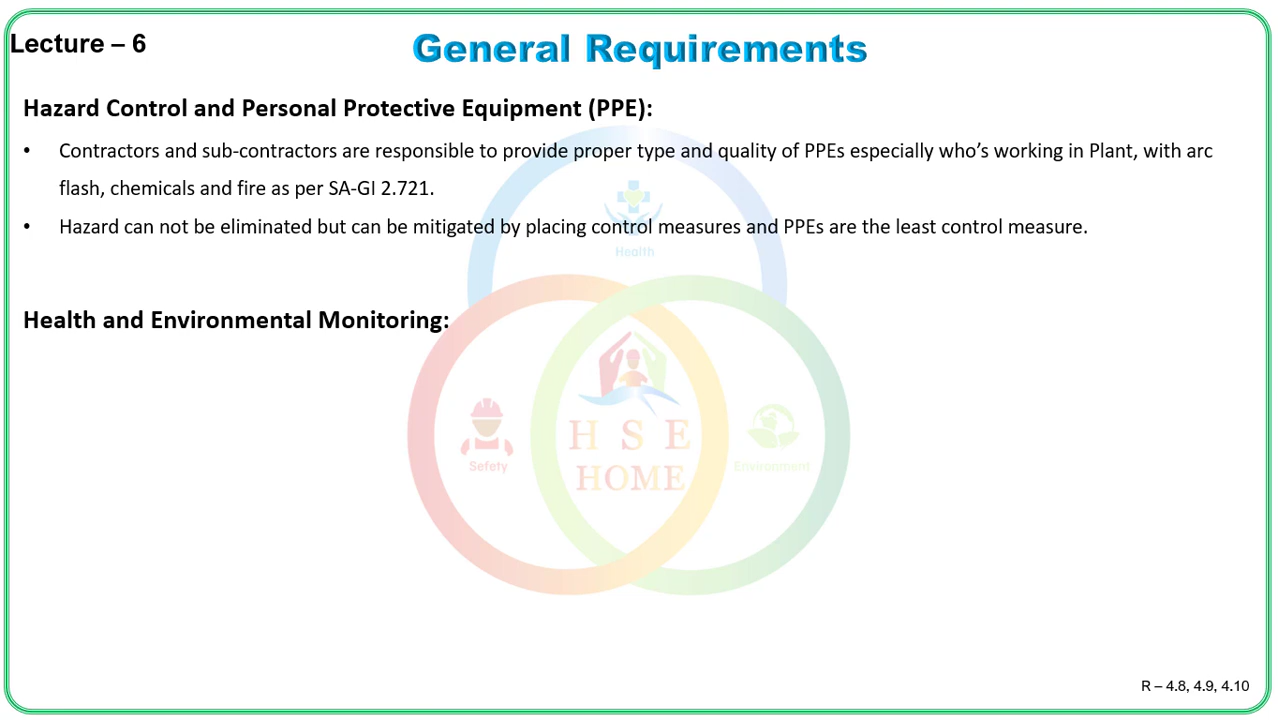 Lecture – 6
General Requirements
Hazard Control and Personal Protective Equipment (PPE):
• Contractors and sub-contractors are responsible to provide proper type and quality of PPEs especially who's working in Plant, with arc
flash, chemicals and fire as per SA-GI 2.721.
• Hazard can not be eliminated but can be mitigated by placing control measures and PPEs are the least control measure.
Health
Health and Environmental Monitoring:
H S E
HOME
Sefety
Environment
R – 4.8, 4.9, 4.10